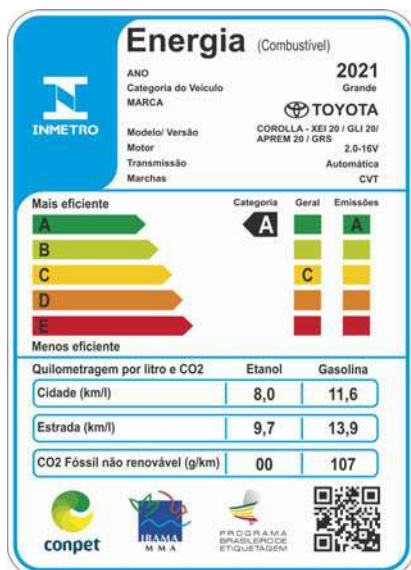 Energia (Combustível)
INMETRO
ANO 2021
Categoria do Veículo Grande
MARCA TOYOTA
Modelo/ Versão COROLLA - XEI 20 / GLI 20/
APREM 20 / GRS
Motor 2.0-16V
Transmissão Automática
Marchas CVT
Mais eficiente Categoria Geral Emissões
A A A
B
C C
D
E
Menos eficiente
Quilometragem por litro e CO2 Etanol Gasolina
Cidade (km/l) 8,0 11,6
Estrada (km/l) 9,7 13,9
CO2 Fóssil não renovável (g/km) 00 107
conpet
IBAMA
M M A
PROGRAMA
BRASILEIRO DE
ETIQUETAGEM